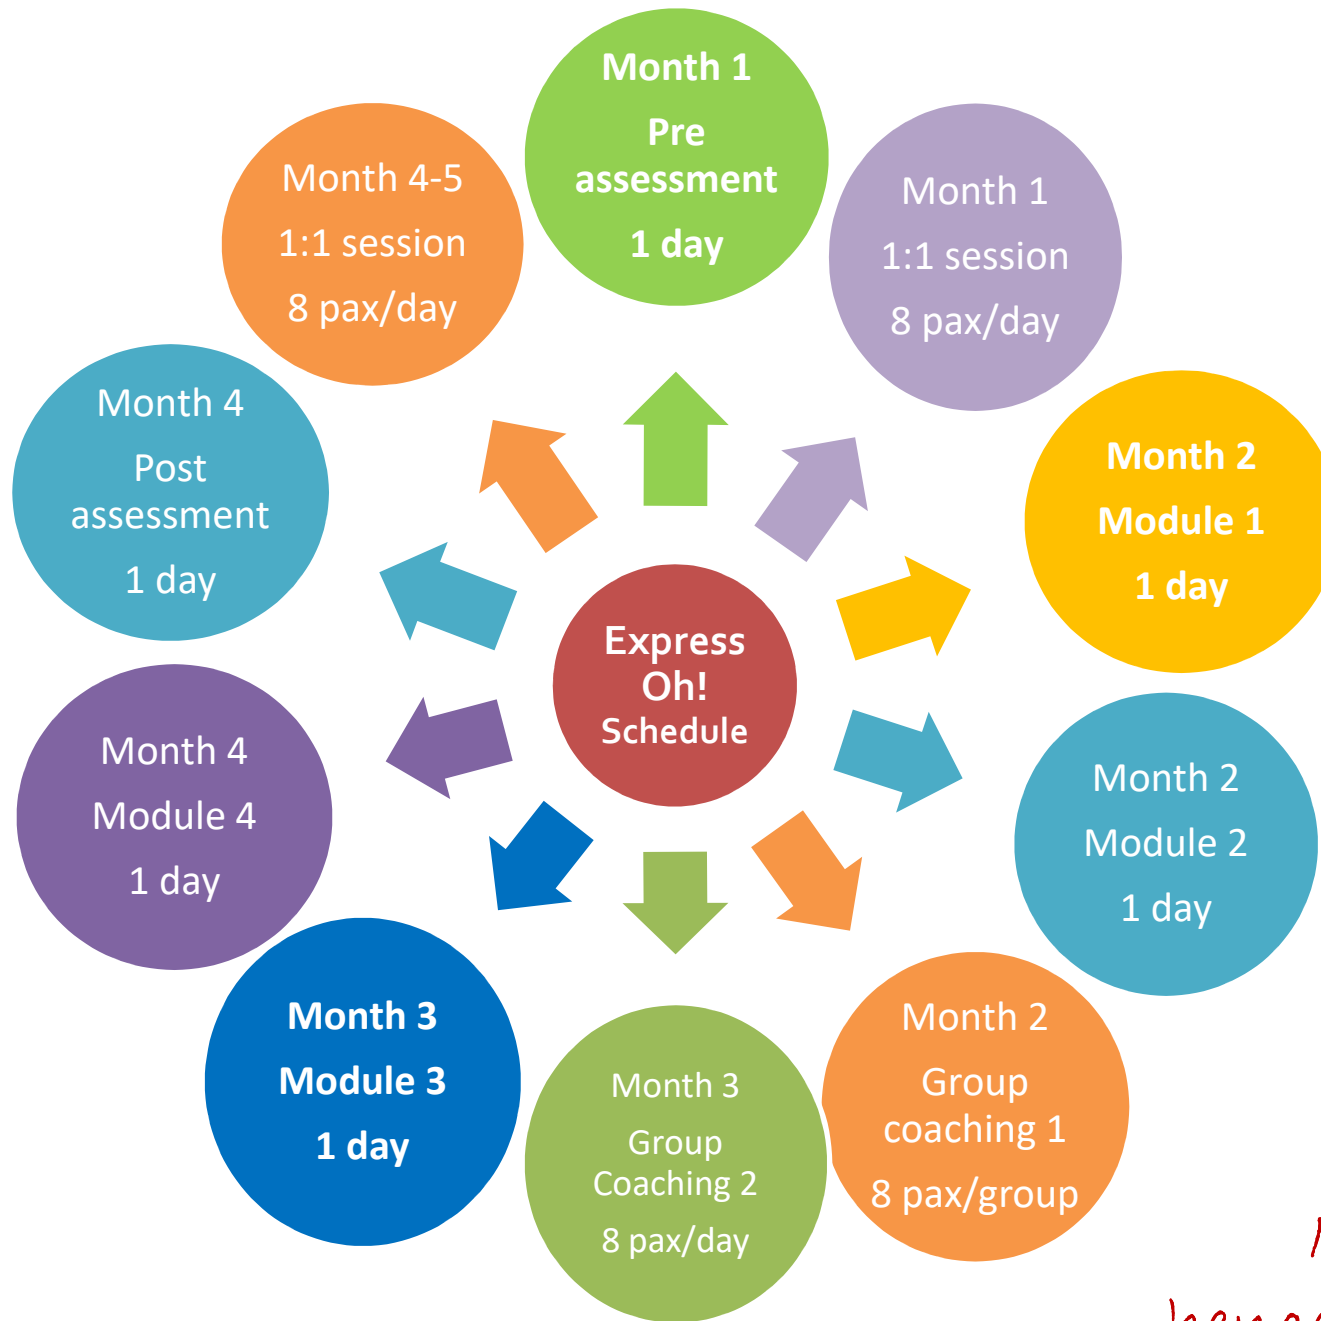 Month 1
Pre
assessment
1 day
Month 1
1:1 session
8 pax/day
Month 2
Module 1
1 day
Month 2
Module 2
1 day
Month 2
Group
coaching 1
8 pax/group
Month 3
Group
Coaching 2
8 pax/day
Month 3
Module 3
1 day
Month 4
Module 4
1 day
Month 4
Post
assessment
1 day
Month 4-5
1:1 session
8 pax/day
Express
Oh!
Schedule